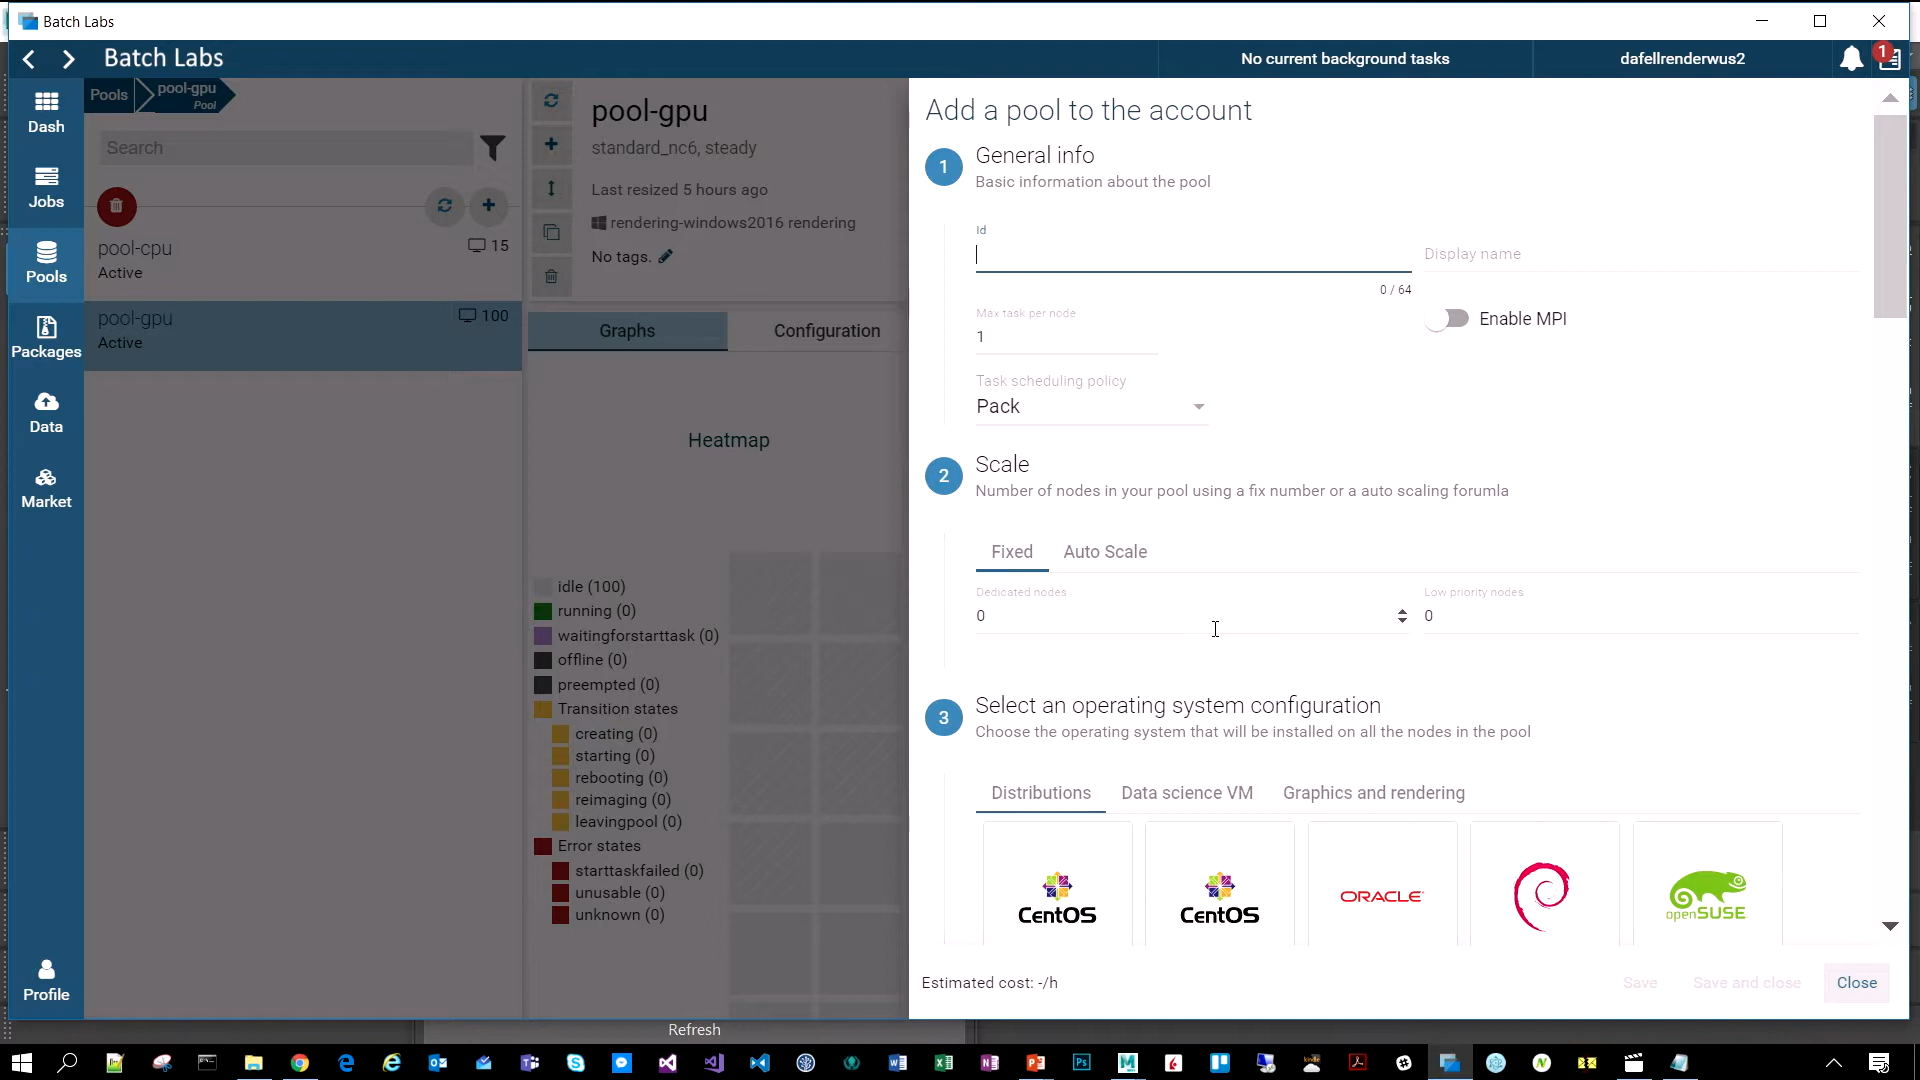 Batch Labs
Batch Labs
No current background tasks
dafellrenderwus2
1
Dash
Jobs
Pools
Packages
Data
Market
Profile
Pools
pool-gpu
Pool
Search
pool-cpu
15
Active
pool-gpu
100
Active
pool-gpu
standard_nc6, steady
Last resized 5 hours ago
rendering-windows2016 rendering
No tags.
Graphs
Configuration
Heatmap
idle (100)
running (0)
waitingforstarttask (0)
offline (0)
preempted (0)
Transition states
creating (0)
starting (0)
rebooting (0)
reimaging (0)
leavingpool (0)
Error states
starttaskfailed (0)
unusable (0)
unknown (0)
Add a pool to the account
1
General info
Basic information about the pool
Id
Display name
0 / 64
Max task per node
1
Enable MPI
Task scheduling policy
Pack
2
Scale
Number of nodes in your pool using a fix number or a auto scaling forumla
Fixed
Auto Scale
Dedicated nodes
0
Low priority nodes
0
3
Select an operating system configuration
Choose the operating system that will be installed on all the nodes in the pool
Distributions
Data science VM
Graphics and rendering
CentOS
CentOS
ORACLE
openSUSE
Estimated cost: -/h
Save
Save and close
Close
Refresh